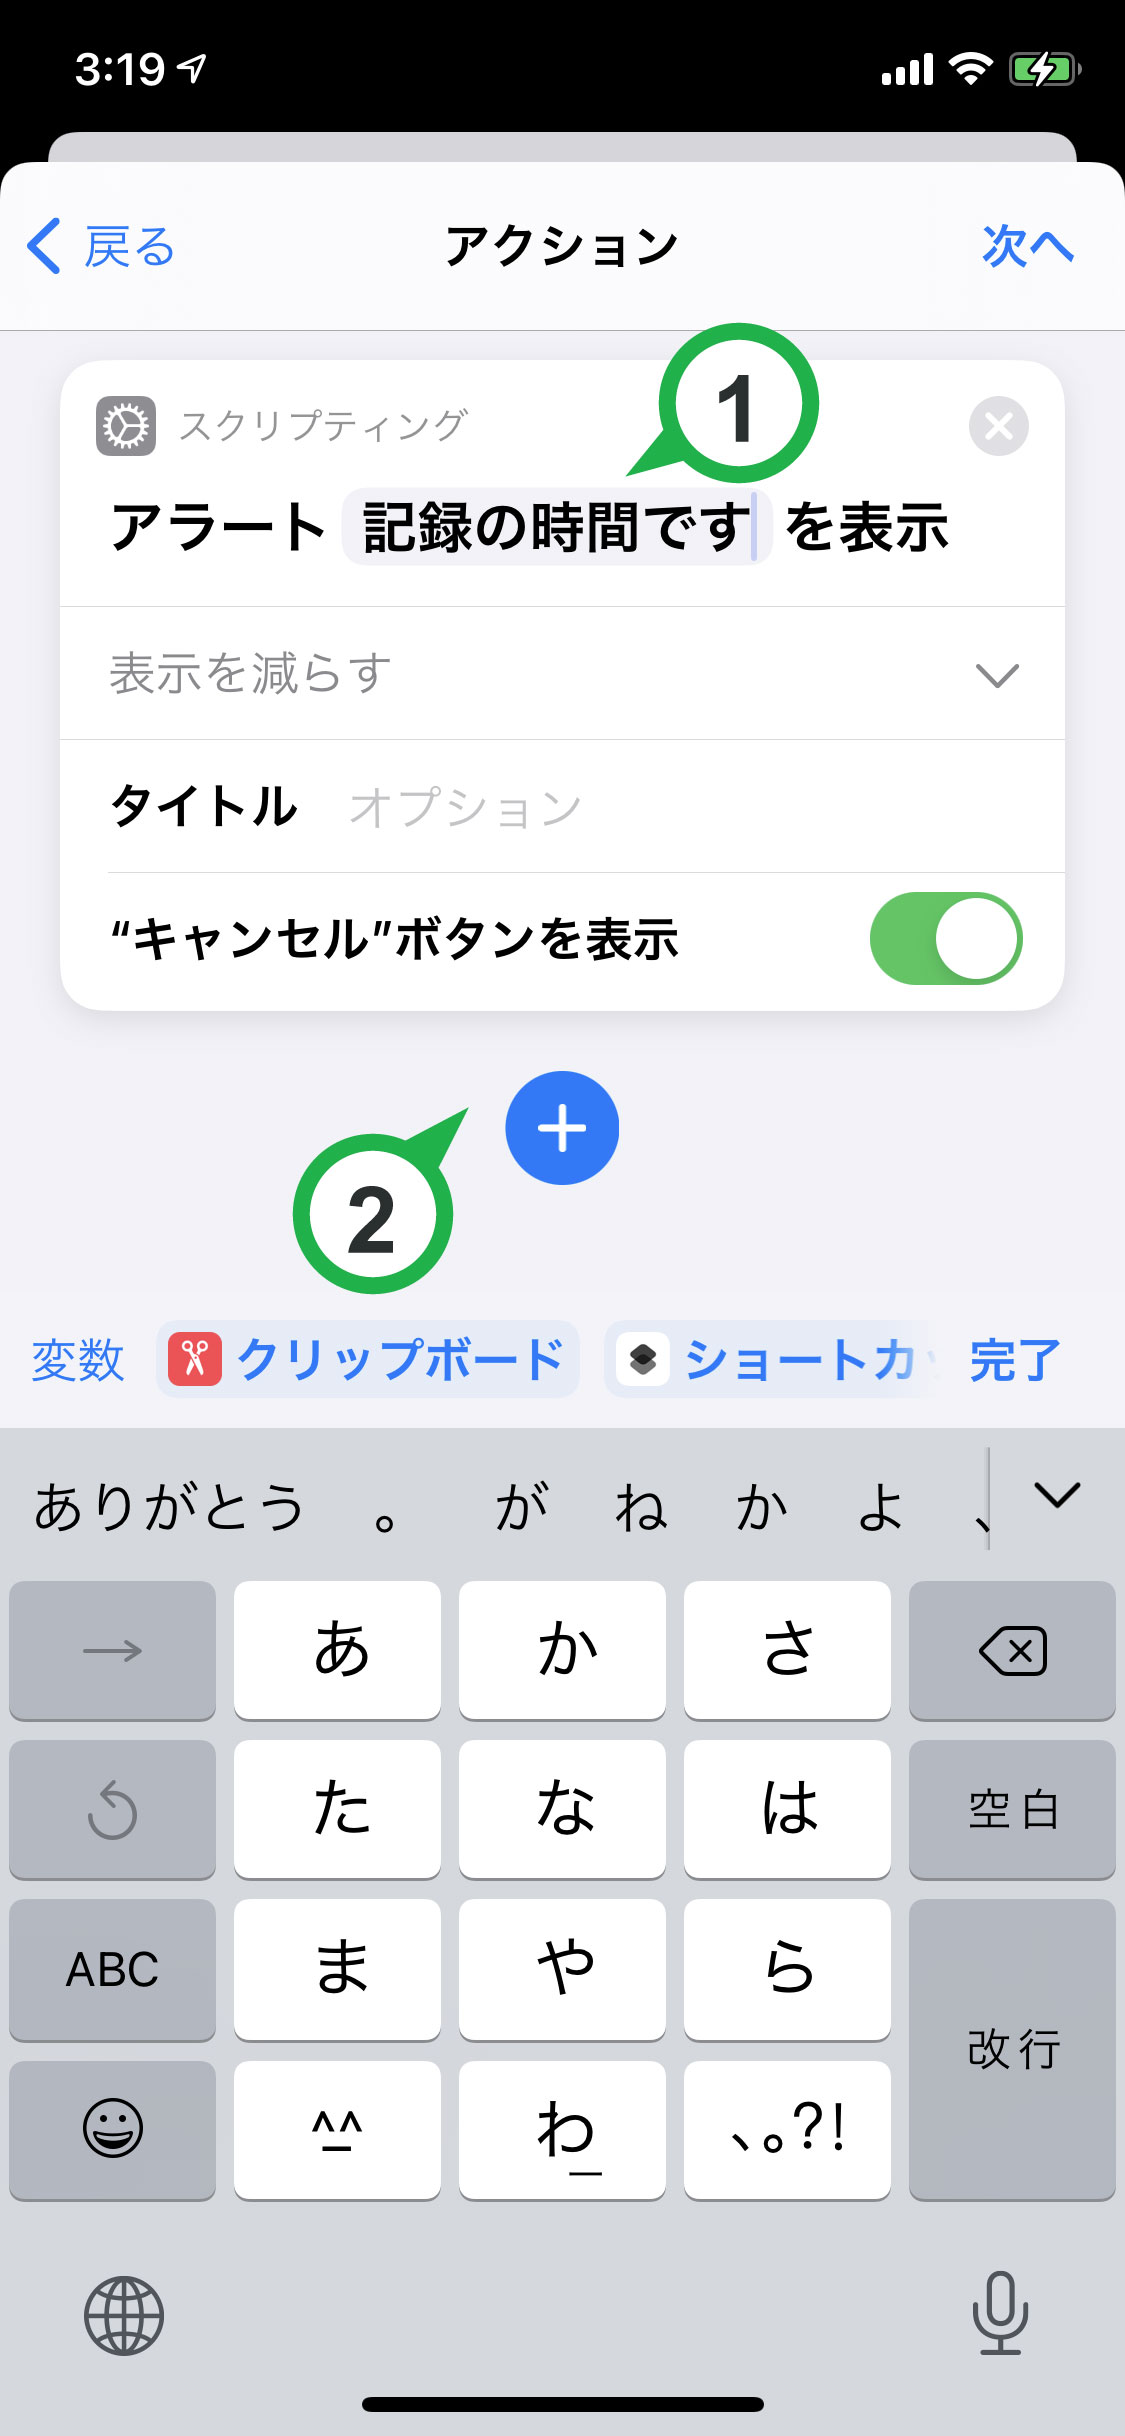 3:19
戻る アクション 次へ
1
スクリプティング
アラート 記録の時間です を表示
表示を減らす
タイトル オプション
“キャンセル”ボタンを表示
2
変数 クリップボード ショートカッ 完了
ありがとう 。 が ね か よ 、
→ あ か さ
た な は 空白
ABC ま や ら
改行
^_^ わ_ 、。?!